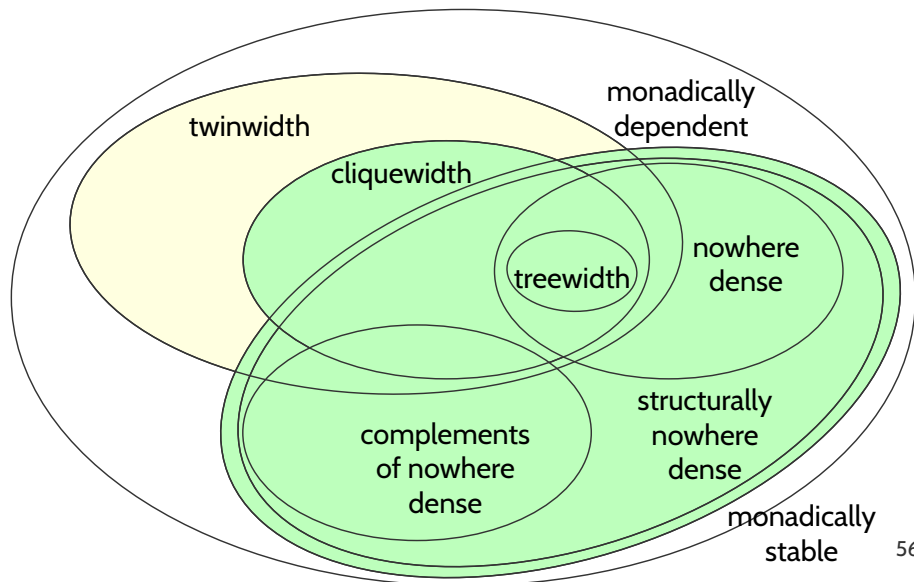 monadically
dependent
twinwidth
cliquewidth
nowhere
dense
treewidth
structurally
nowhere
dense
complements
of nowhere
dense
monadically
stable
56